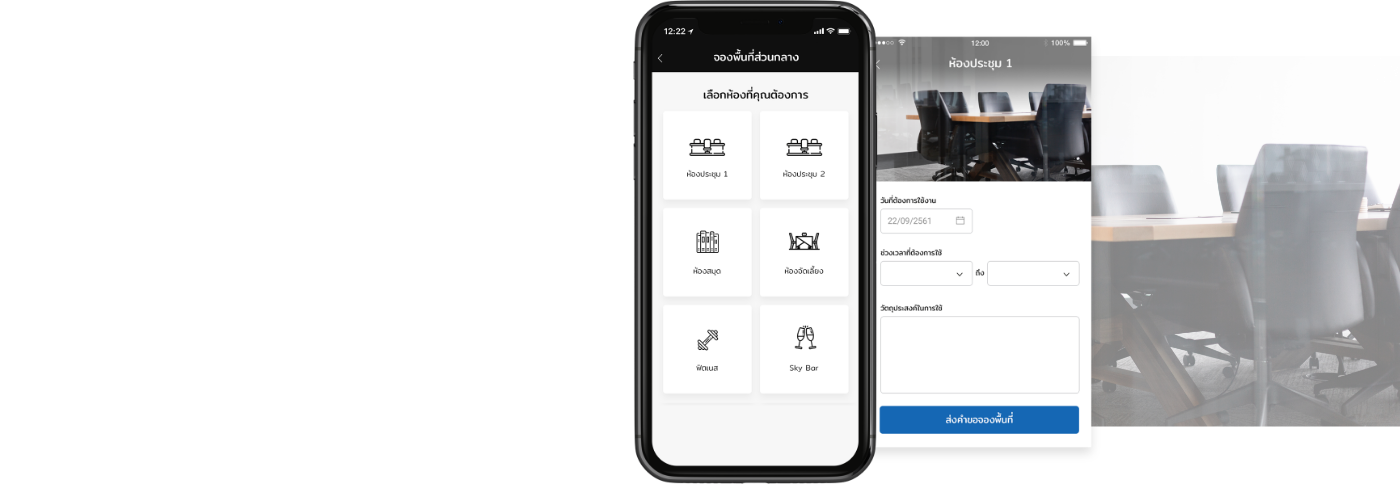 12:22
จองพื้นที่ส่วนกลาง
เลือกห้องที่คุณต้องการ
ห้องประชุม 1
ห้องประชุม 2
ห้องสมุด
ห้องจัดเลี้ยง
ฟิตเนส
Sky Bar
12:00
100%
ห้องประชุม 1
วันที่ต้องการใช้งาน
22/09/2561
ช่วงเวลาที่ต้องการใช้
ถึง
วัตถุประสงค์ในการใช้
ส่งคำขอจองพื้นที่